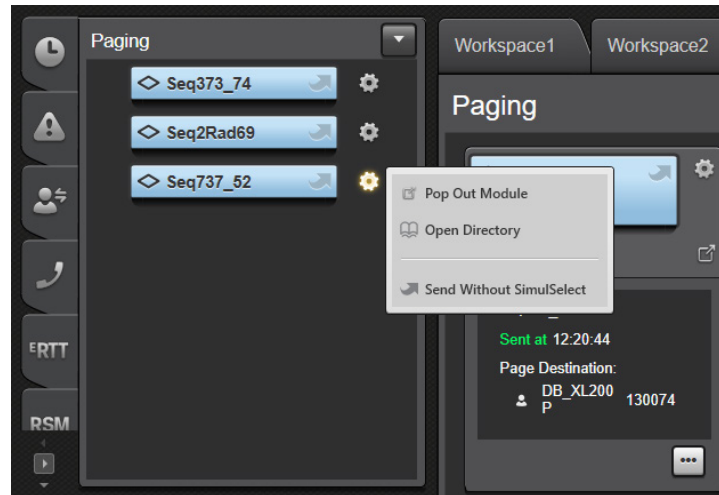 Paging
Seq373_74
Seq2Rad69
Seq737_52
ERTT
RSM
Workspace1
Workspace2
Paging
Pop Out Module
Open Directory
Send Without SimulSelect
Sent at 12:20:44
Page Destination:
DB_XL200
P
130074